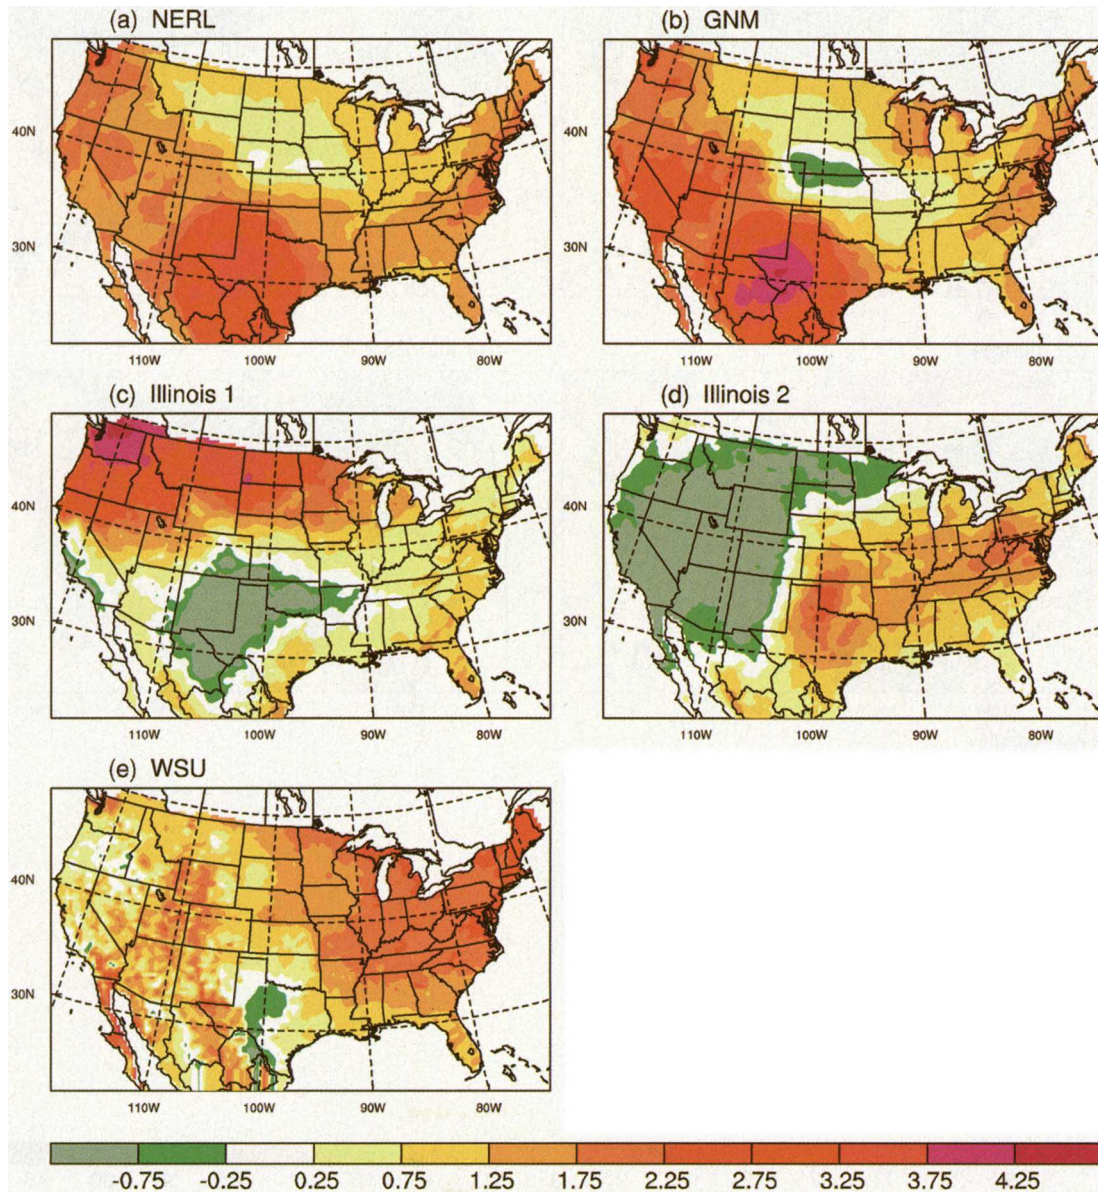 (a) NERL
(b) GNM
40N
40N
30N
30N
110W 100W 90W 80W
110W 100W 90W 80W
(c) Illinois 1
(d) Illinois 2
40N
40N
30N
30N
110W 100W 90W 80W
110W 100W 90W 80W
(e) WSU
40N
30N
110W 100W 90W 80W
-0.75 -0.25 0.25 0.75 1.25 1.75 2.25 2.75 3.25 3.75 4.25